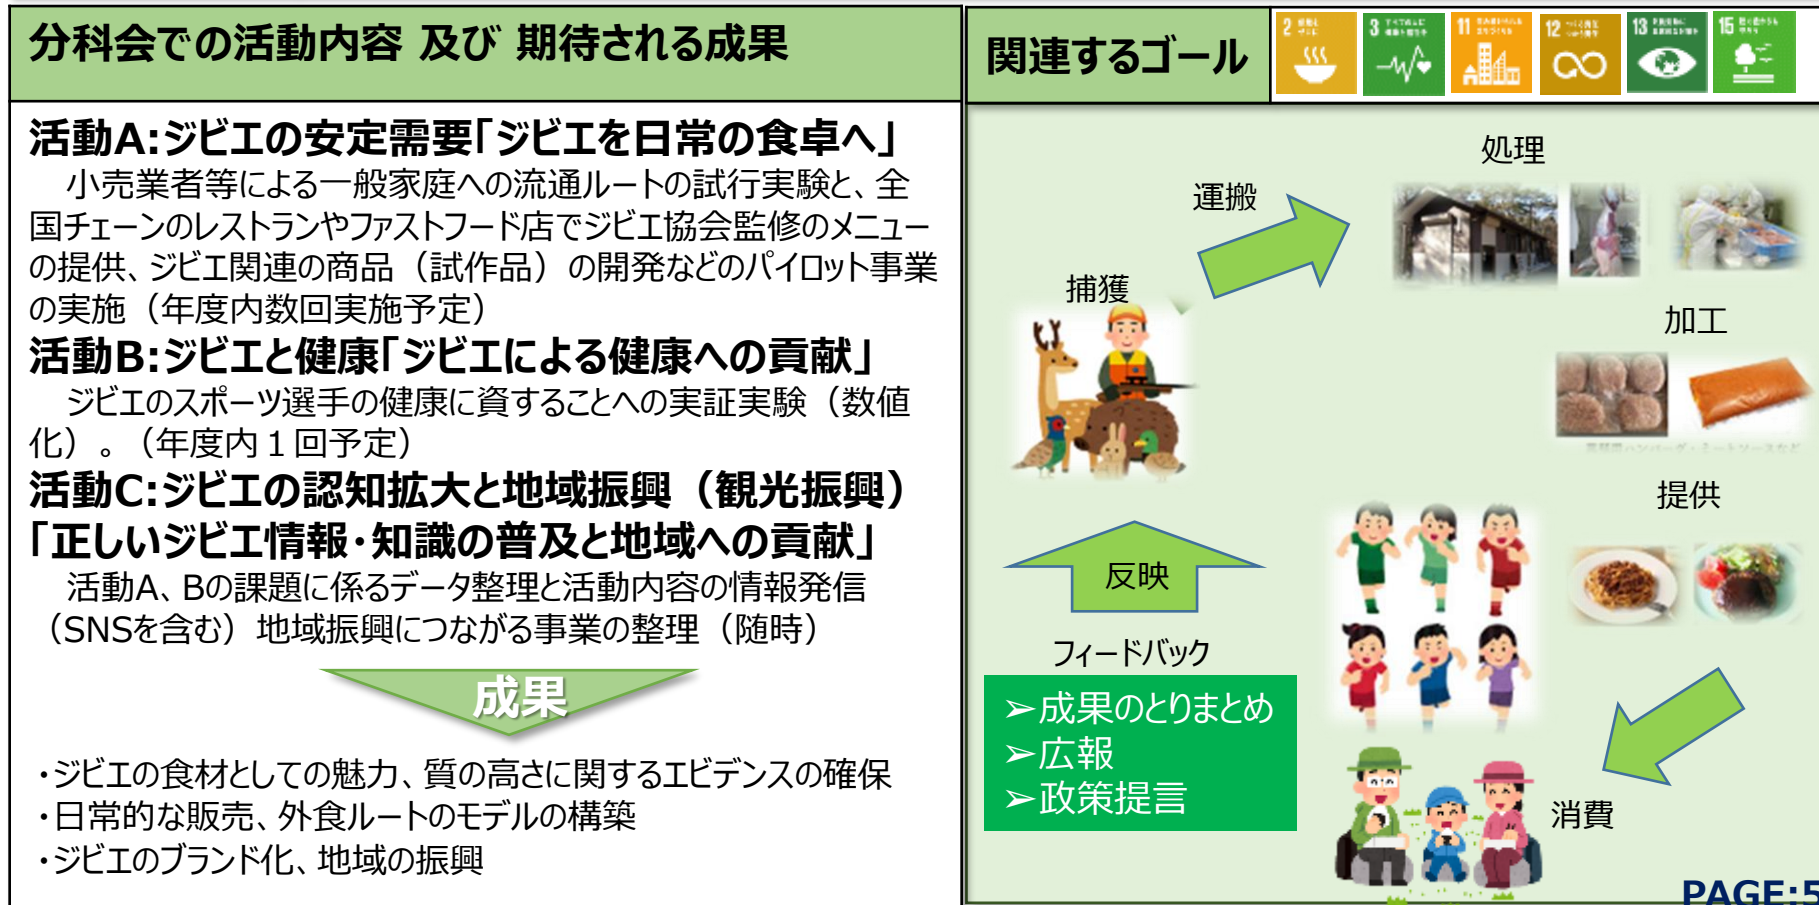 分科会での活動内容 及び 期待される成果
活動A:ジビエの安定需要「ジビエを日常の食卓へ」
小売業者等による一般家庭への流通ルートの試行実験と、全
国チェーンのレストランやファストフード店でジビエ協会監修のメニュー
の提供、ジビエ関連の商品（試作品）の開発などのパイロット事業
の実施（年度内数回実施予定）
活動B:ジビエと健康「ジビエによる健康への貢献」
ジビエのスポーツ選手の健康に資することへの実証実験（数値
化）。（年度内１回予定）
活動C:ジビエの認知拡大と地域振興（観光振興）
「正しいジビエ情報・知識の普及と地域への貢献」
活動A、Bの課題に係るデータ整理と活動内容の情報発信
（SNSを含む）地域振興につながる事業の整理（随時）
成果
・ジビエの食材としての魅力、質の高さに関するエビデンスの確保
・日常的な販売、外食ルートのモデルの構築
・ジビエのブランド化、地域の振興
関連するゴール
2
3
11
12
13
15
処理
運搬
捕獲
加工
提供
反映
フィードバック
➢成果のとりまとめ
➢広報
➢政策提言
消費
PAGE:5